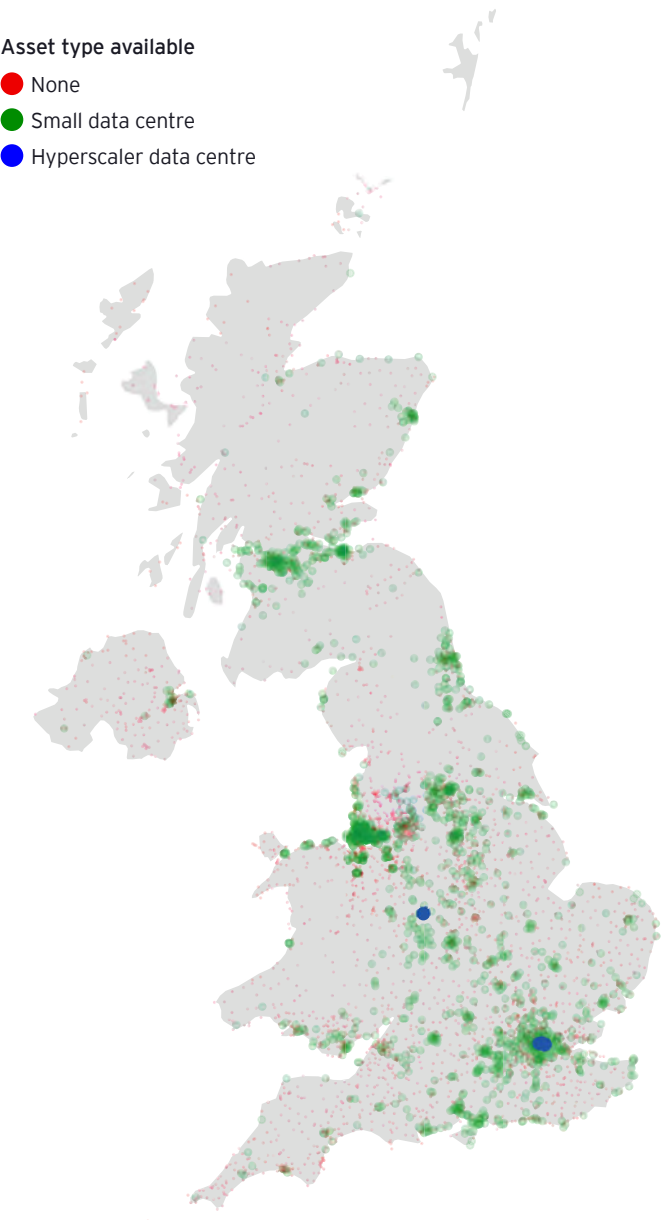 Asset type available
None
Small data centre
Hyperscaler data centre